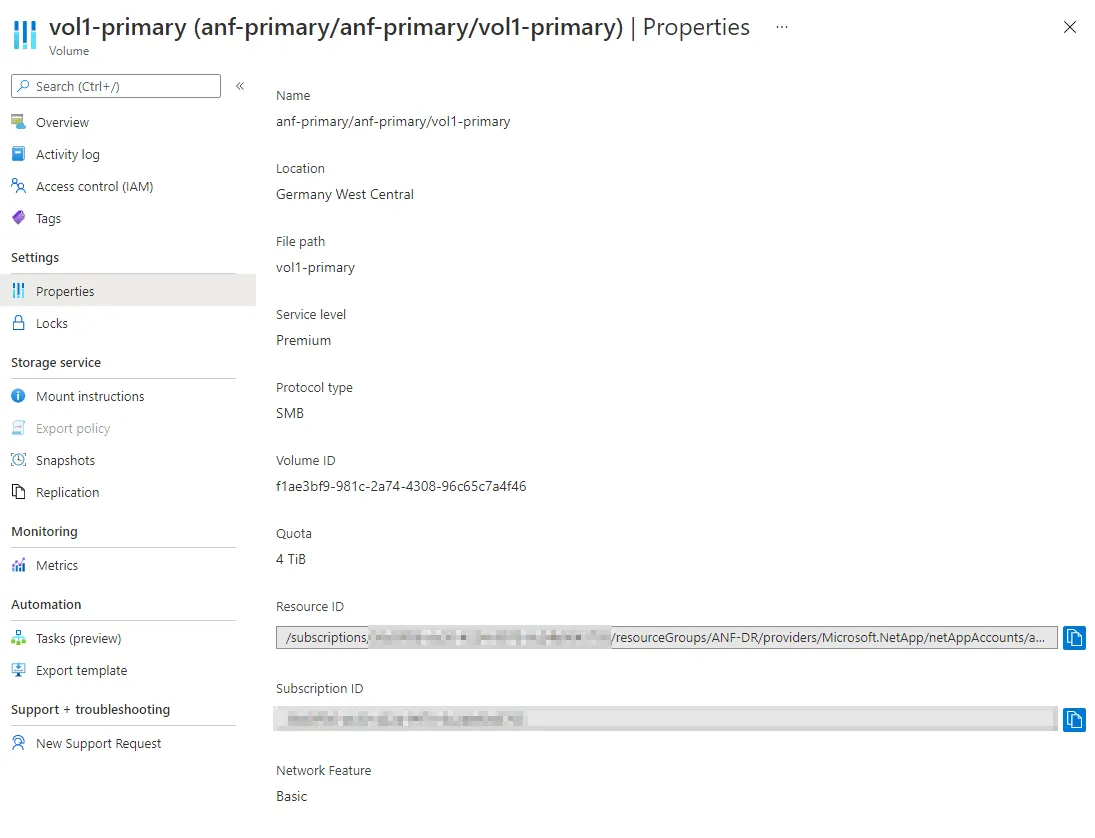 vol1-primary (anf-primary/anf-primary/vol1-primary) | Properties ...
Volume
Search (Ctrl+/)
«
Overview
Activity log
Access control (IAM)
Tags
Settings
Properties
Locks
Storage service
Mount instructions
Export policy
Snapshots
Replication
Monitoring
Metrics
Automation
Tasks (preview)
Export template
Support + troubleshooting
New Support Request
Name
anf-primary/anf-primary/vol1-primary
Location
Germany West Central
File path
vol1-primary
Service level
Premium
Protocol type
SMB
Volume ID
f1ae3bf9-981c-2a74-4308-96c65c7a4f46
Quota
4 TiB
Resource ID
/subscriptions/ /resourceGroups/ANF-DR/providers/Microsoft.NetApp/netAppAccounts/a...
Subscription ID
Network Feature
Basic